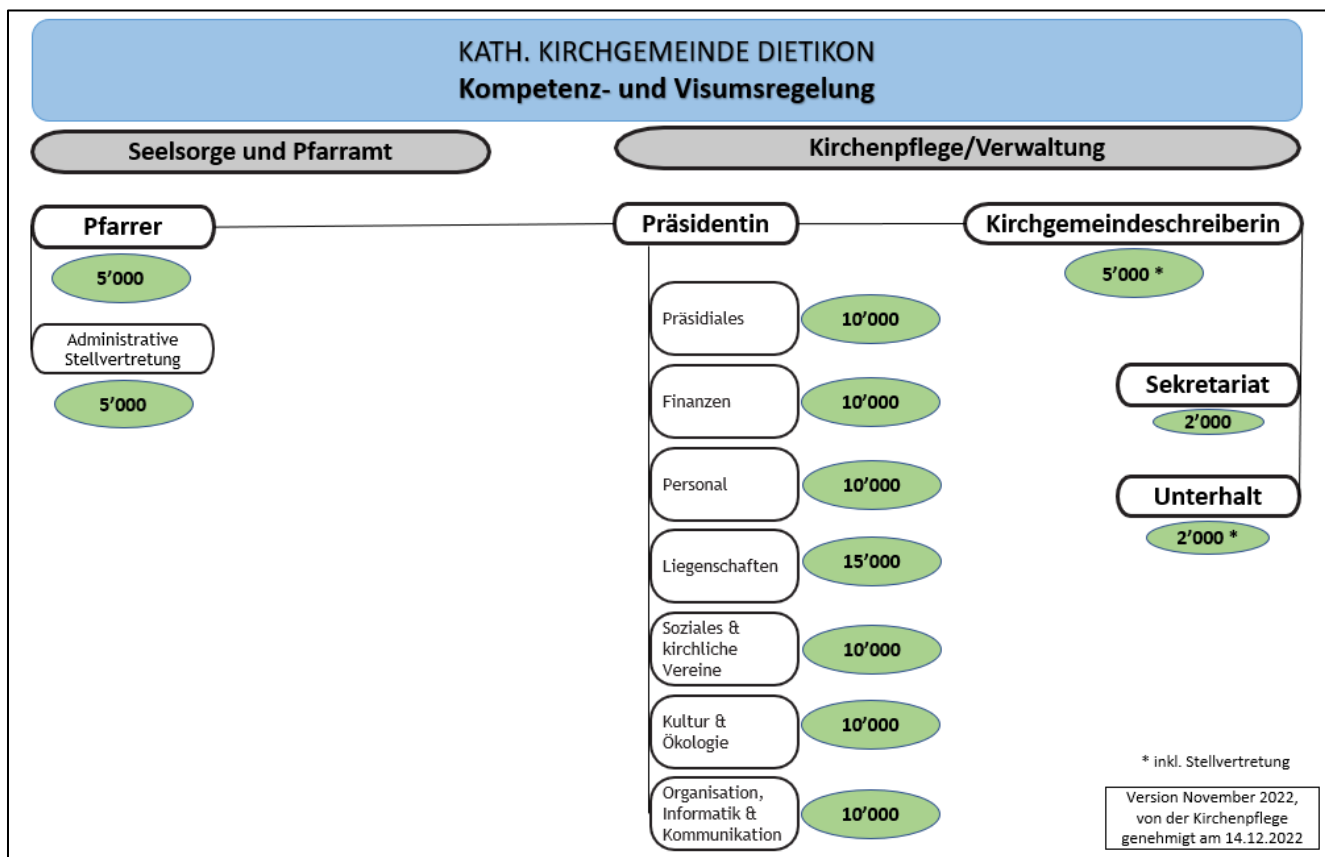 KATH. KIRCHGEMEINDE DIETIKON
Kompetenz- und Visumsregelung
Seelsorge und Pfarramt
Kirchenpflege/Verwaltung
Pfarrer
5’000
Administrative
Stellvertretung
5’000
Präsidentin
Präsidiales
10’000
Finanzen
10’000
Personal
10’000
Liegenschaften
15’000
Soziales &
kirchliche
Vereine
10’000
Kultur &
Ökologie
10’000
Organisation,
Informatik &
Kommunikation
10’000
Kirchgemeindeschreiberin
5’000 *
Sekretariat
2’000
Unterhalt
2’000 *
* inkl. Stellvertretung
Version November 2022,
von der Kirchenpflege
genehmigt am 14.12.2022